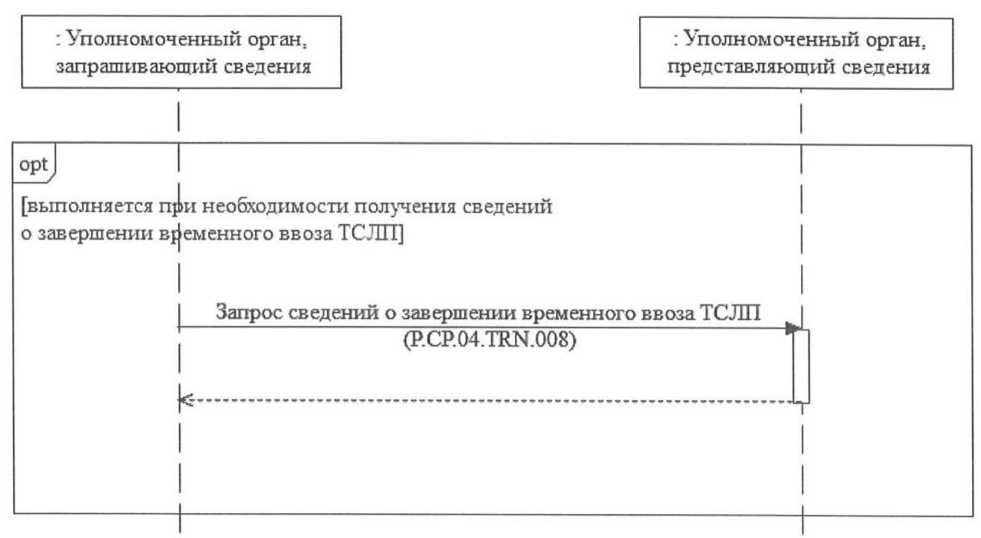 : Уполномоченный орган,
запрашивающий сведения
: Уполномоченный орган,
представляющий сведения
opt
[выполняется при необходимости получения сведений
о завершении временного ввоза ТСЛП]
Запрос сведений о завершении временного ввоза ТСЛП
(P.CP.04.TRN.008)